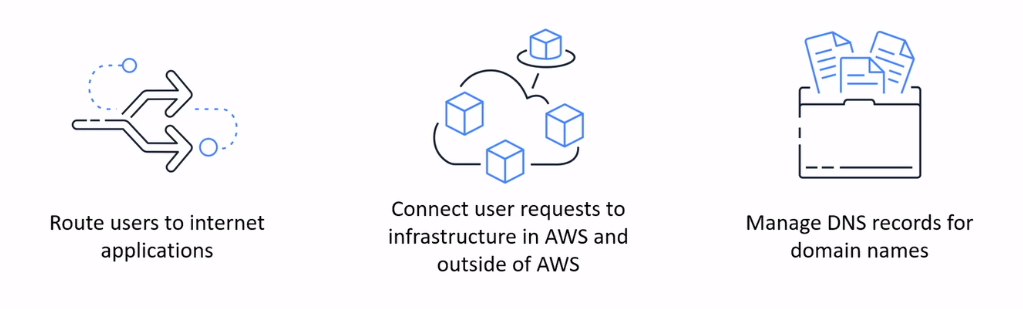 Route users to internet
applications
Connect user requests to
infrastructure in AWS and
outside of AWS
Manage DNS records for
domain names